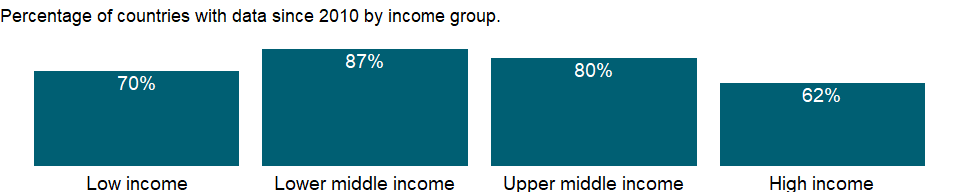 Percentage of countries with data since 2010 by income group.
70%
87%
80%
62%
Low income
Lower middle income
Upper middle income
High income